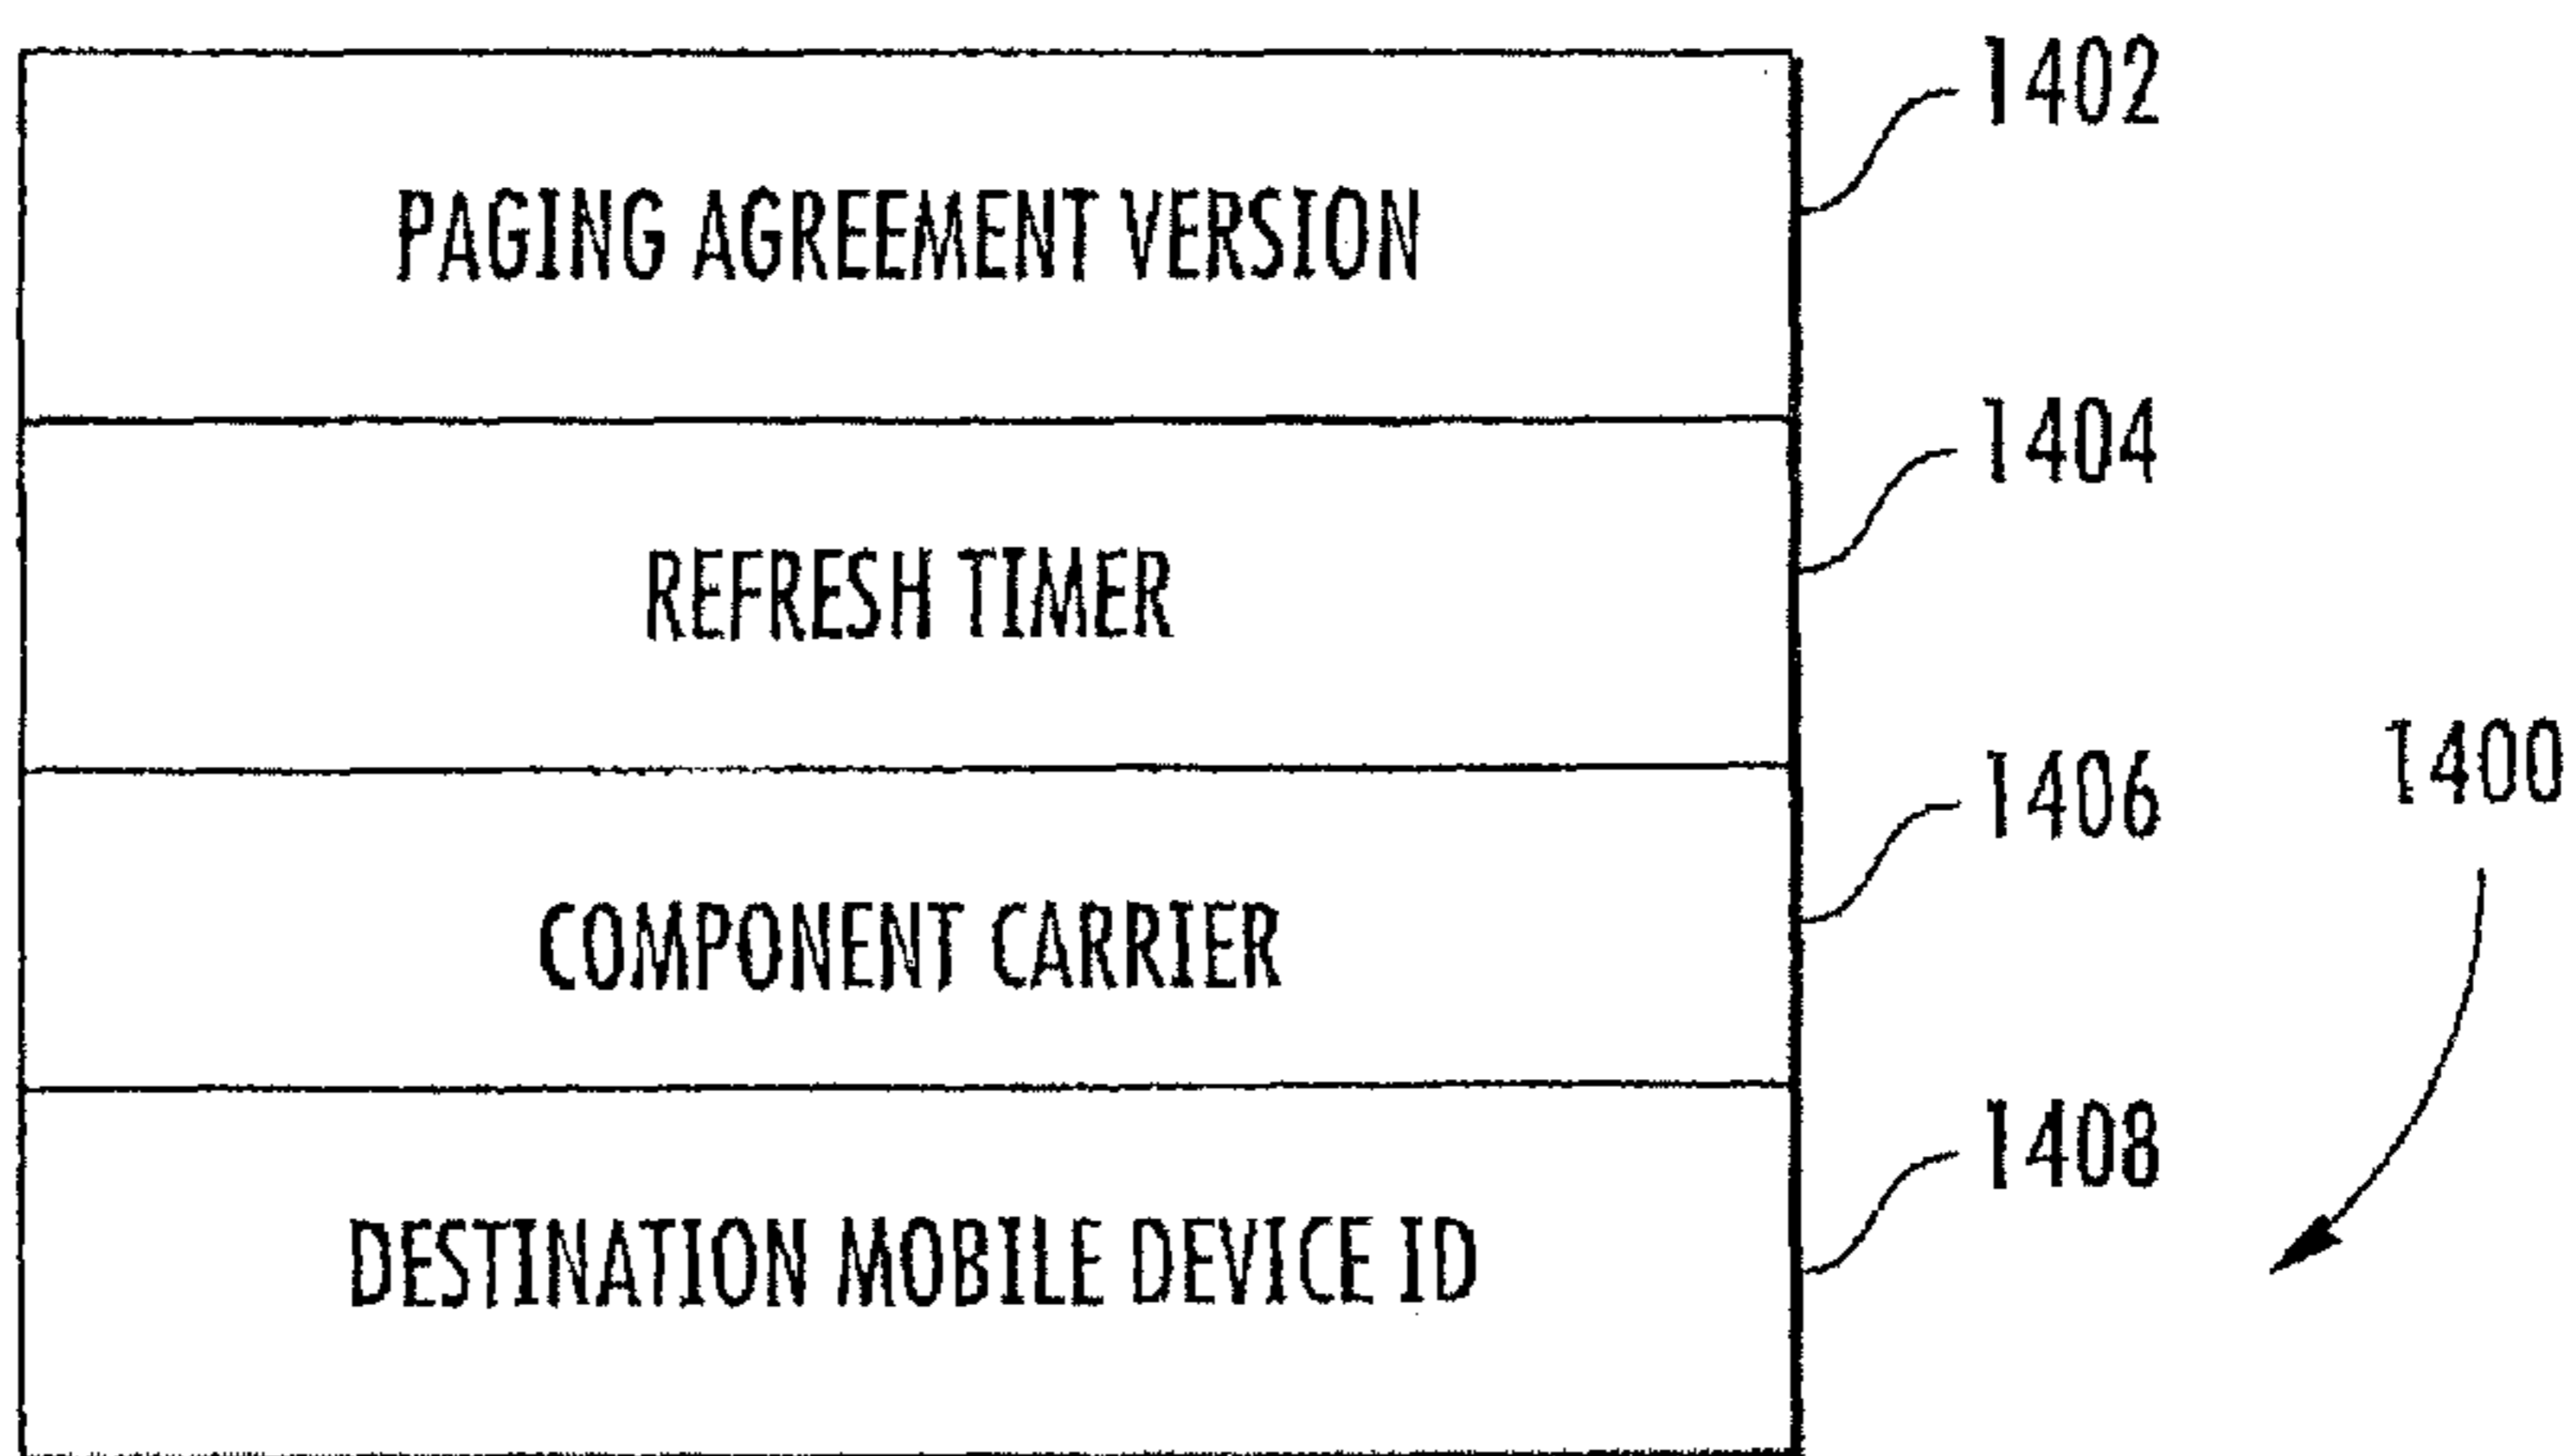 PAGING AGREEMENT VERSION
1402
REFRESH TIMER
1404
COMPONENT CARRIER
1406
1400
DESTINATION MOBILE DEVICE ID
1408